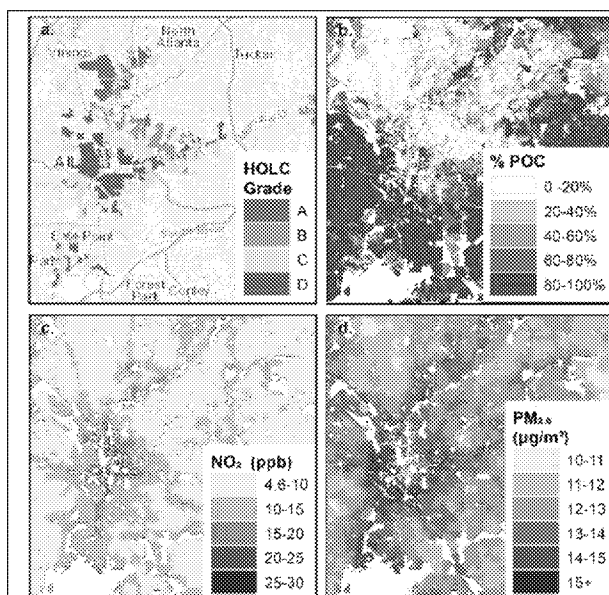 a.
North
Atlanta
Vinings
Tucker
HOLC
Grade
A
B
C
D
East Point
Forest
Park
Conley
b.
% POC
0 -20%
20-40%
40-60%
60-80%
80-100%
c.
NO₂ (ppb)
4.6-10
10-15
15-20
20-25
25-30
d.
PM₂.₅
(µg/m³)
10-11
11-12
12-13
13-14
14-15
15+